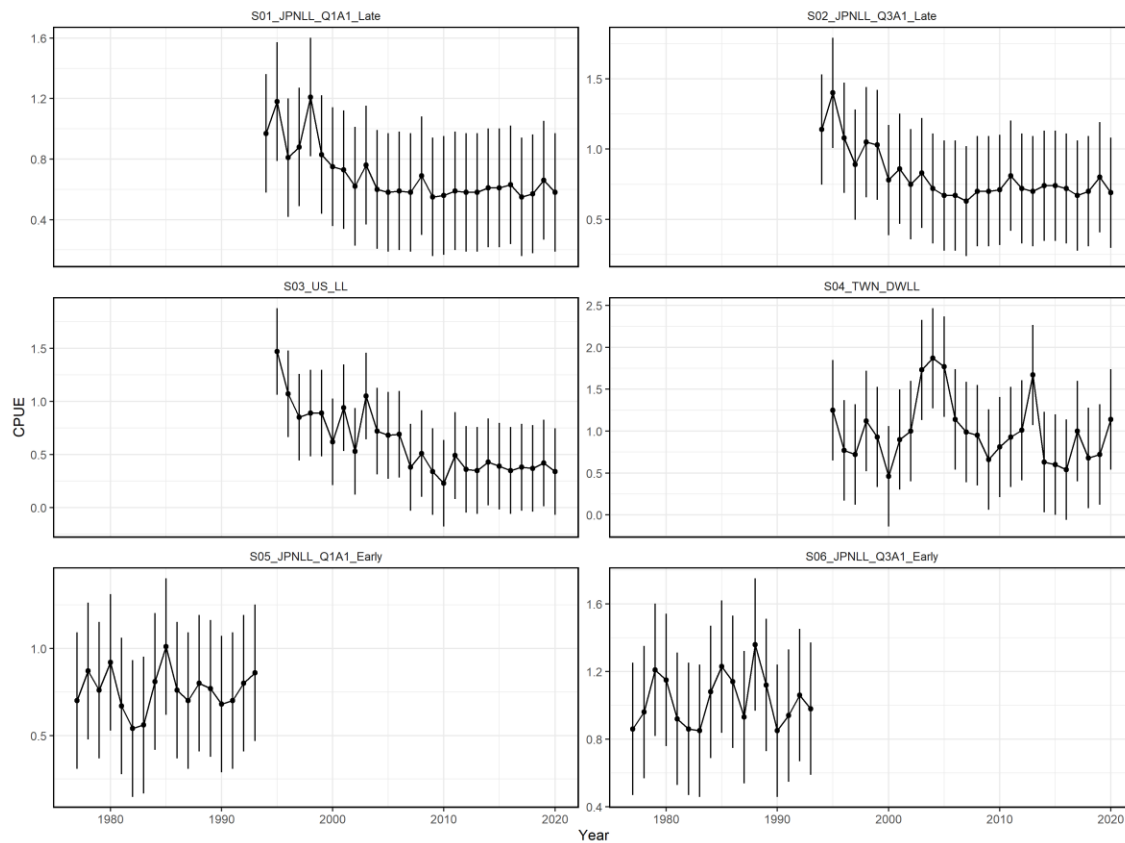 S01_JPNLL_Q1A1_Late
S02_JPNLL_Q3A1_Late
1.6
1.2
0.8
0.4
1.5
1.0
0.5
S03_US_LL
S04_TWN_DWLL
1.5
1.0
0.5
0.0
2.5
2.0
1.5
1.0
0.5
0.0
CPUE
S05_JPNLL_Q1A1_Early
S06_JPNLL_Q3A1_Early
1.0
0.5
1.6
1.2
0.8
0.4
1980 1990 2000 2010 2020
1980 1990 2000 2010 2020
Year